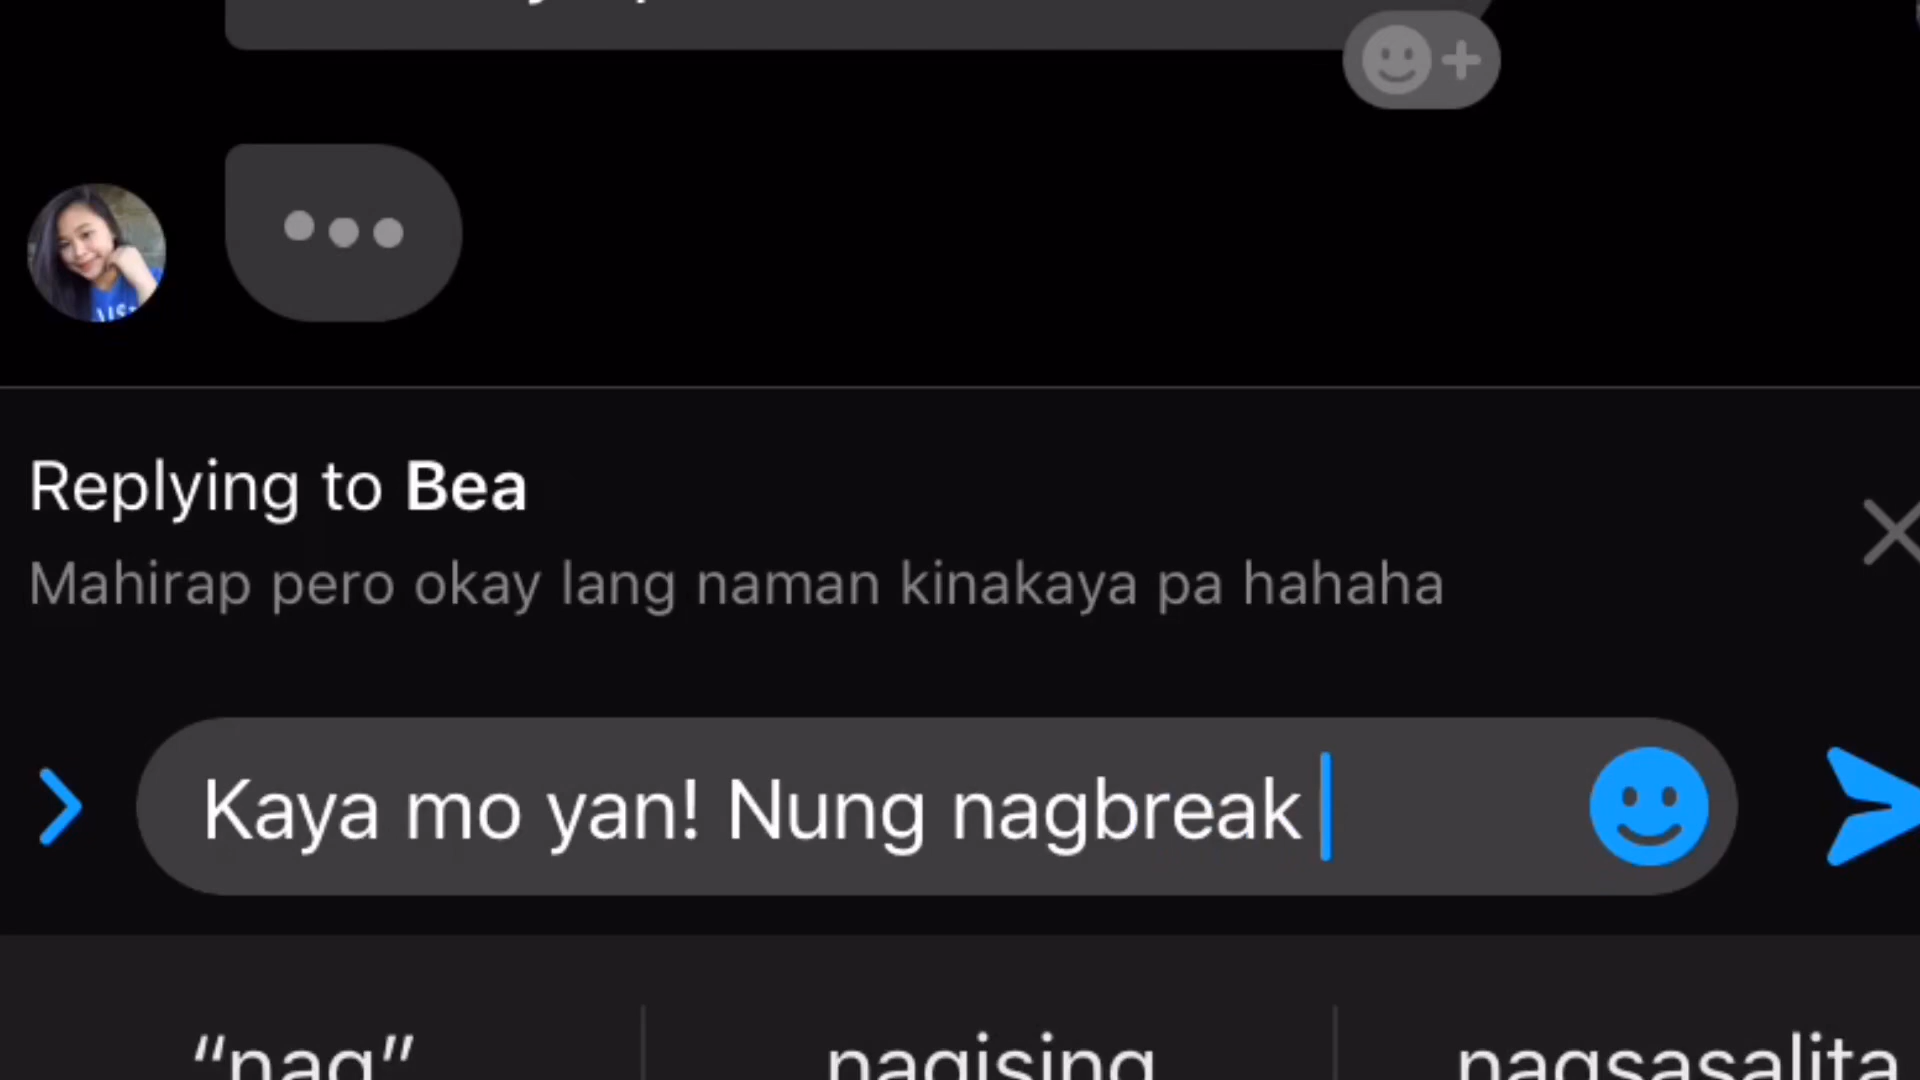 Replying to Bea
Mahirap pero okay lang naman kinakaya pa hahaha
Kaya mo yan! Nung nagbreak
“nag” nagising nagsasalita